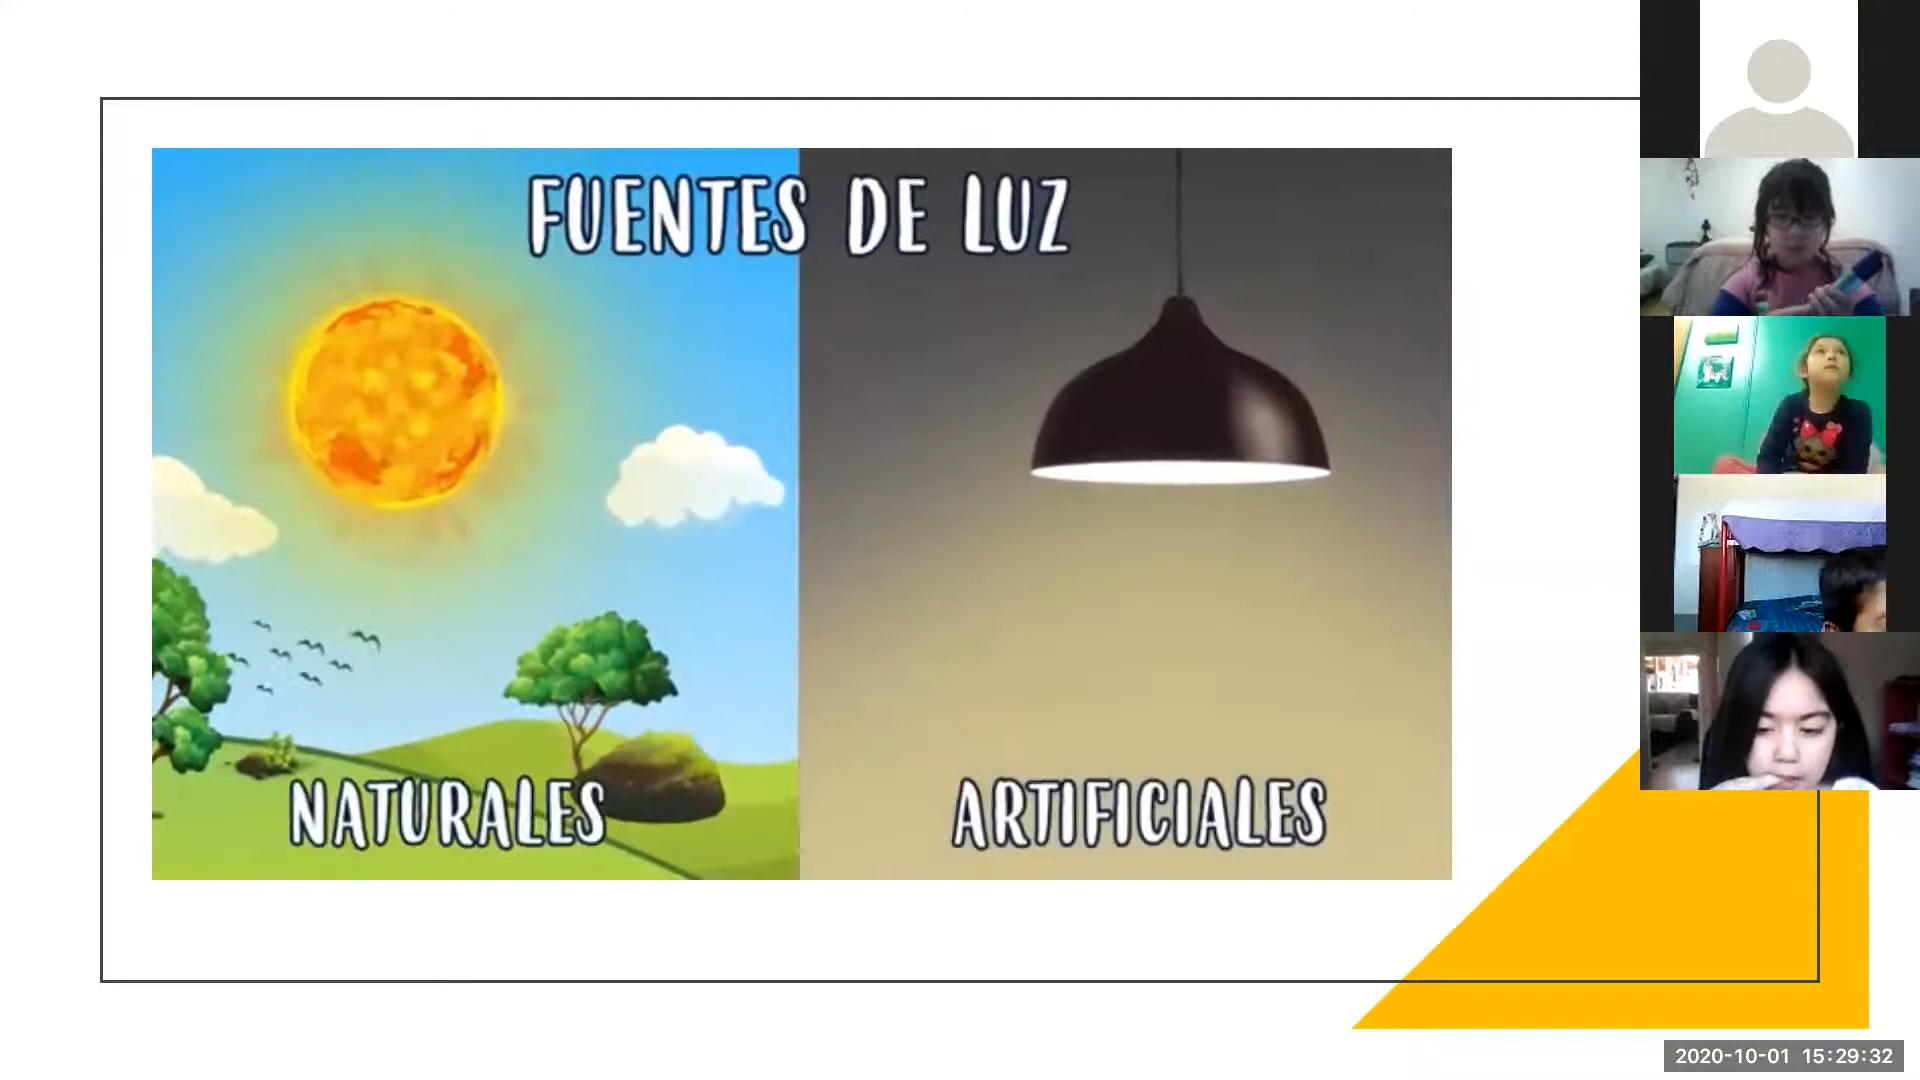 FUENTES DE LUZ
NATURALES
ARTIFICIALES
2020-10-01 15:29:32